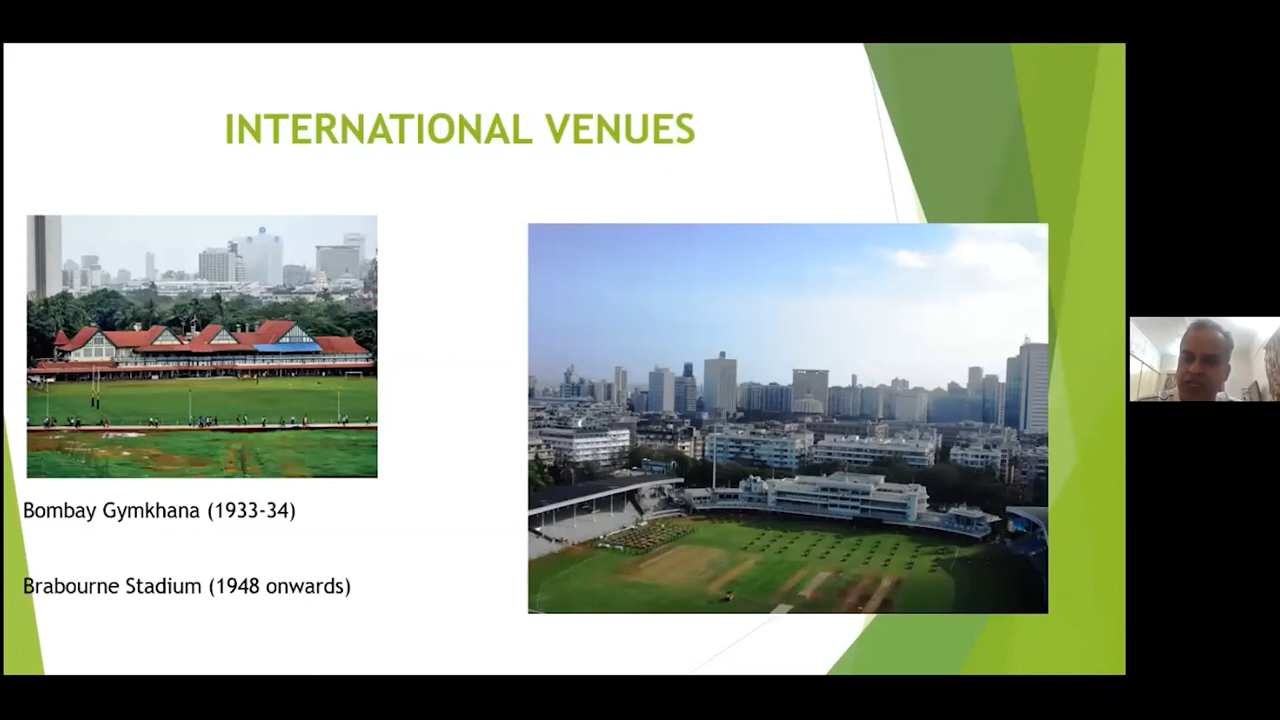 INTERNATIONAL VENUES
Bombay Gymkhana (1933-34)
Brabourne Stadium (1948 onwards)